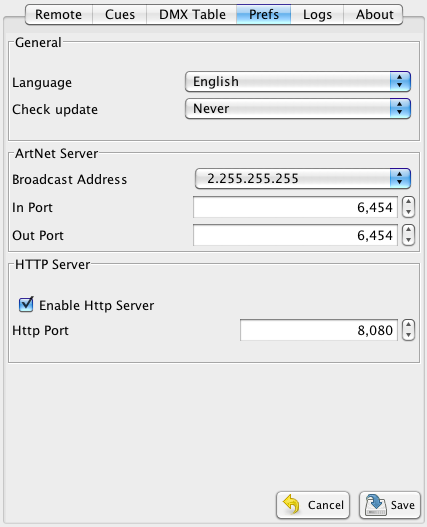 Remote Cues DMX Table Prefs Logs About
General
Language English
Check update Never
ArtNet Server
Broadcast Address 2.255.255.255
In Port 6,454
Out Port 6,454
HTTP Server
Enable Http Server
Http Port 8,080
Cancel Save